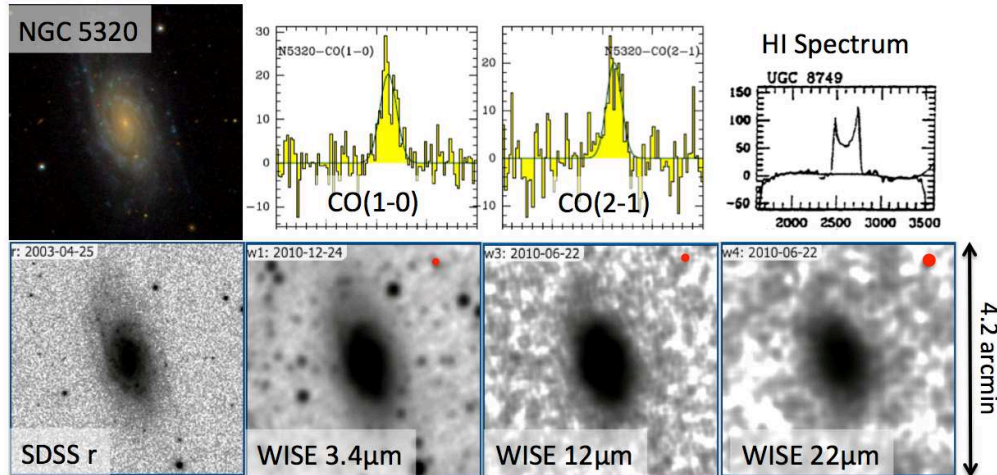 NGC 5320
30
20
10
0
−10
N5320-CO(1-0)
CO(1-0)
20
10
0
−10
N5320-CO(2-1)
CO(2-1)
HI Spectrum
UGC 8749
150
100
50
0
−50
2000 2500 3000 3500
r: 2003-04-25
SDSS r
w1: 2010-12-24
WISE 3.4μm
w3: 2010-06-22
WISE 12μm
w4: 2010-06-22
WISE 22μm
4.2 arcmin